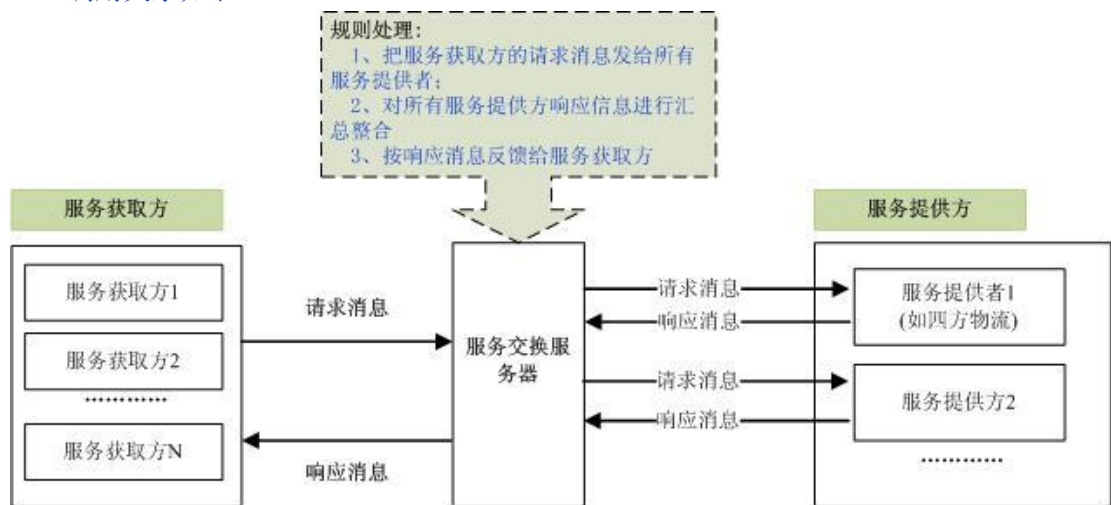 规则处理:
1、把服务获取方的请求消息发给所有
服务提供者;
2、对所有服务提供方响应信息进行汇
总整合
3、按响应消息反馈给服务获取方
服务获取方
服务提供方
服务获取方1
服务获取方2
…………
服务获取方N
请求消息
响应消息
服务交换服
务器
请求消息
响应消息
请求消息
响应消息
服务提供者1
(如四方物流)
服务提供方2
…………